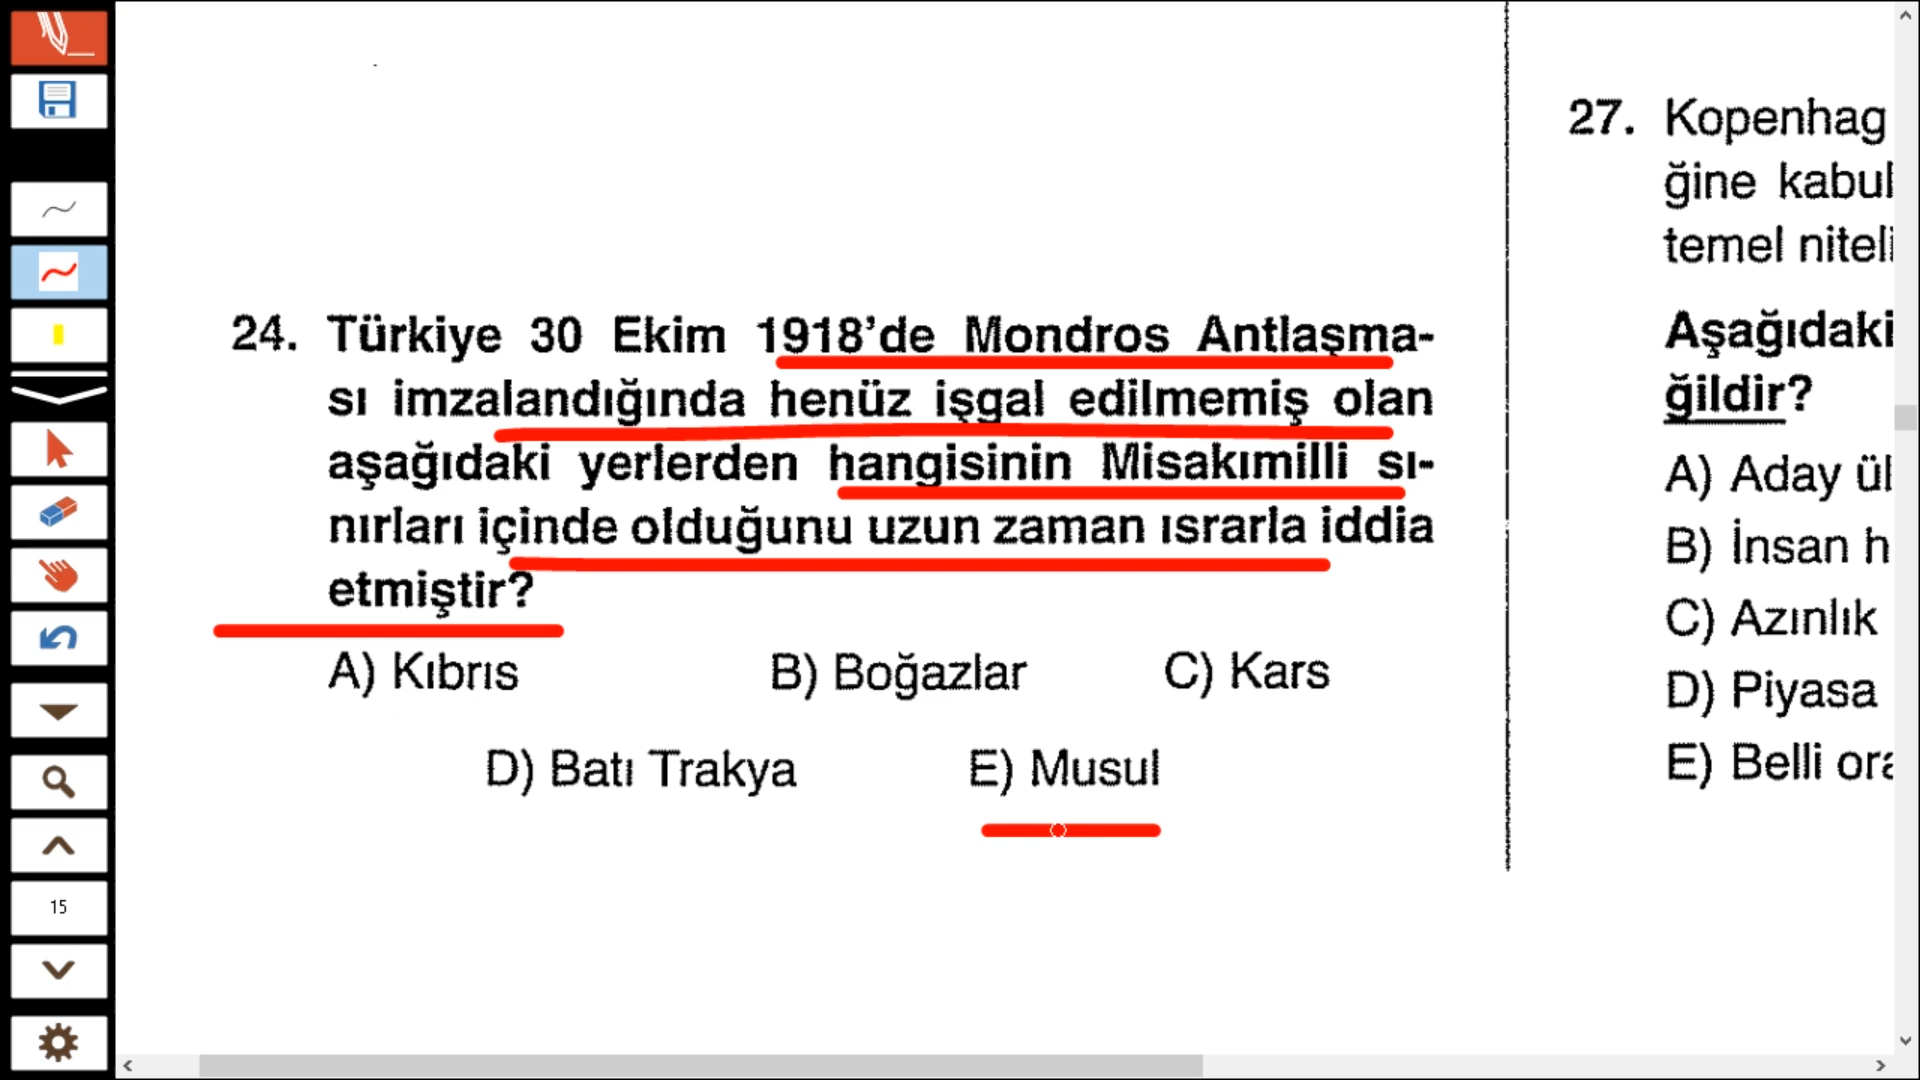 24. Türkiye 30 Ekim 1918’de Mondros Antlaşma-
sı imzalandığında henüz işgal edilmemiş olan
aşağıdaki yerlerden hangisinin Misakımilli sı-
nırları içinde olduğunu uzun zaman ısrarla iddia
etmiştir?
A) Kıbrıs B) Boğazlar C) Kars
D) Batı Trakya E) Musul
27. Kopenhag
ğine kabul
temel niteli
Aşağıdaki
ğildir?
A) Aday ül
B) İnsan h
C) Azınlık
D) Piyasa
E) Belli ora
15